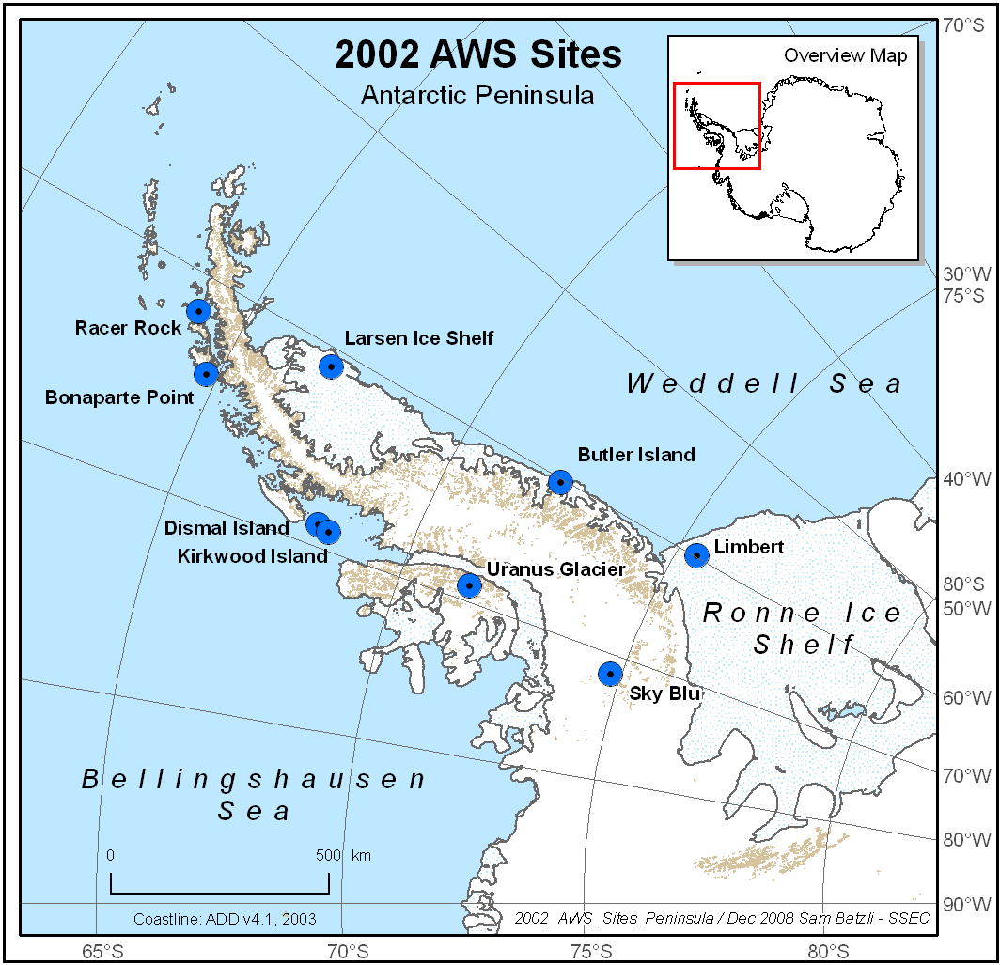 2002 AWS Sites
Antarctic Peninsula
Overview Map
70°S
30°W
75°S
Racer Rock
Larsen Ice Shelf
Bonaparte Point
Weddell Sea
Butler Island
40°W
Dismal Island
Kirkwood Island
Limbert
Uranus Glacier
80°S
50°W
Ronne Ice
Shelf
Sky Blu
60°W
Bellingshausen
Sea
70°W
80°W
0 500 km
90°W
Coastline: ADD v4.1, 2003
2002_AWS_Sites_Peninsula / Dec 2008 Sam Batzli - SSEC
65°S 70°S 75°S 80°S